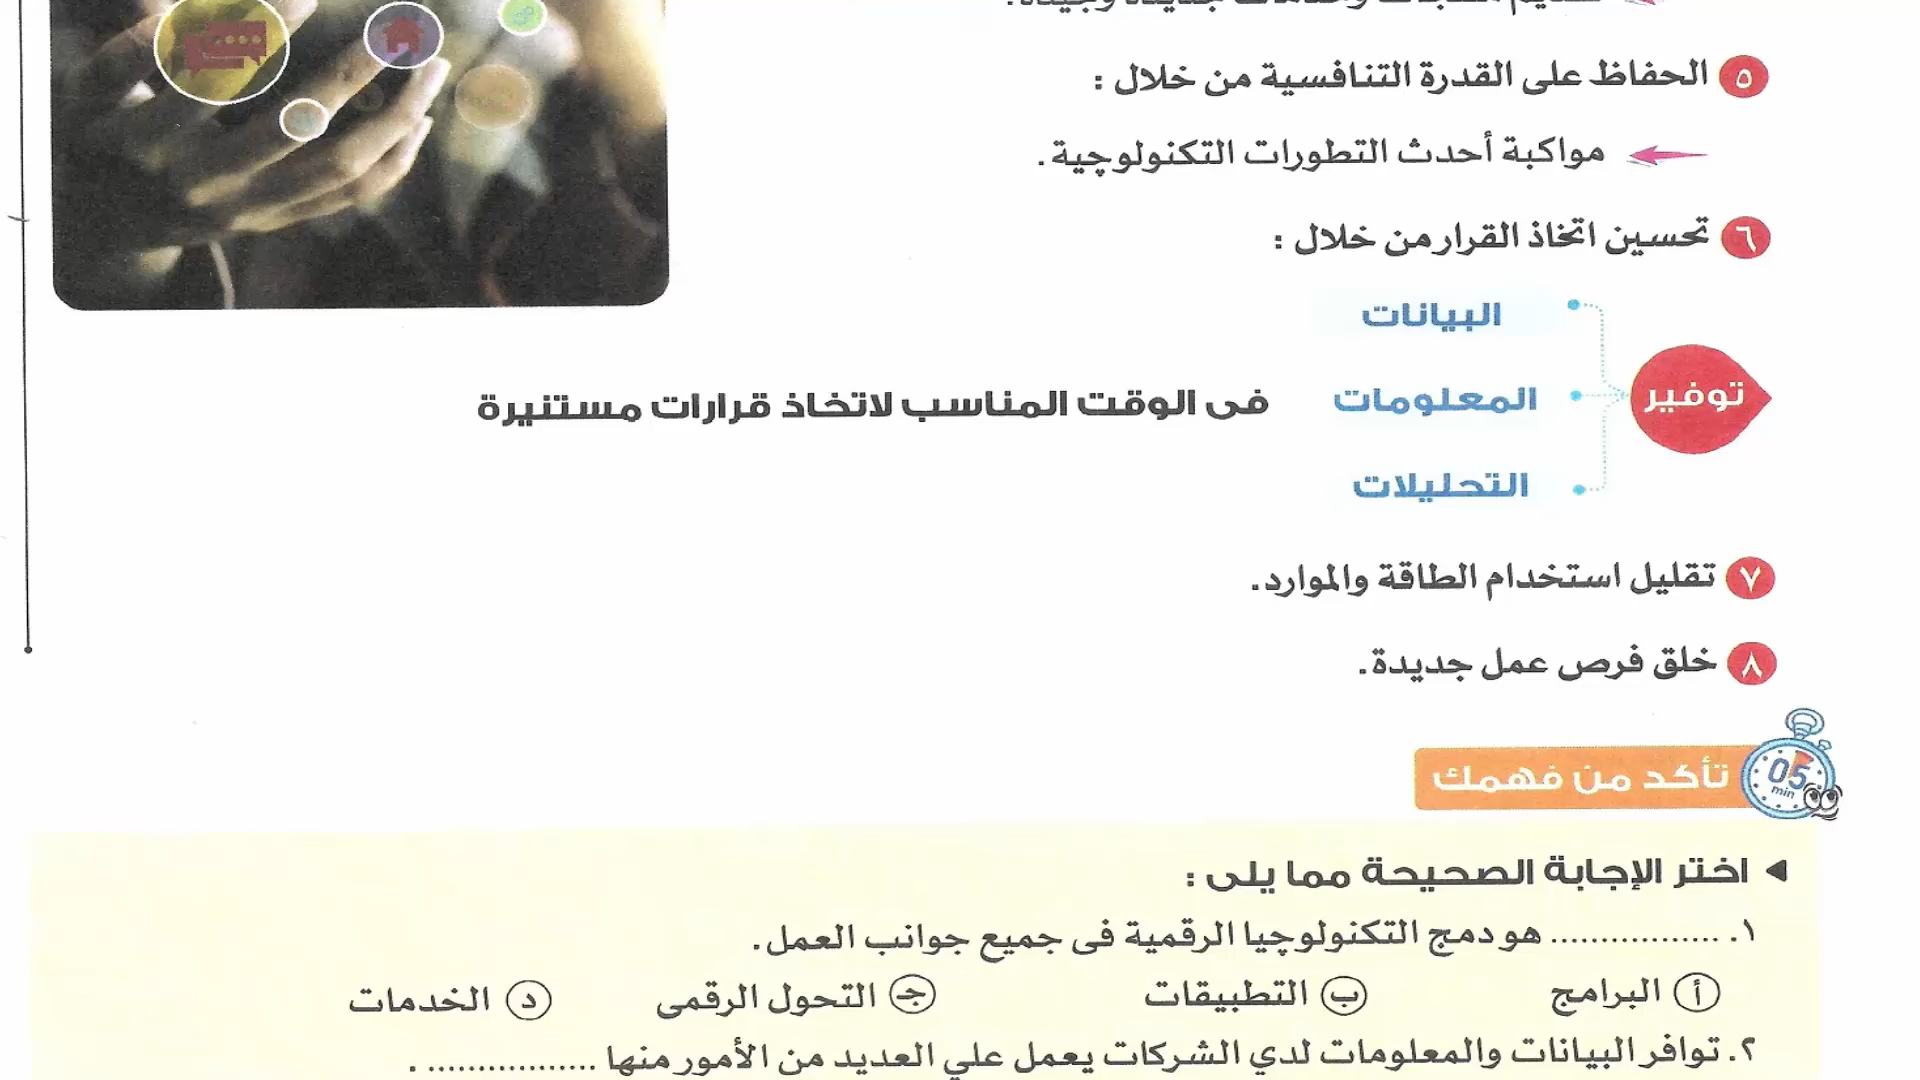 ٥ الحفاظ على القدرة التنافسية من خلال :
مواكبة أحدث التطورات التكنولوچية.
٦ تحسين اتخاذ القرار من خلال :
توفير
البيانات
المعلومات
التحليلات
فى الوقت المناسب لاتخاذ قرارات مستنيرة
٧ تقليل استخدام الطاقة والموارد.
٨ خلق فرص عمل جديدة.
05 min
تأكد من فهمك
◀ اختر الإجابة الصحيحة مما يلى :
١. ................. هو دمج التكنولوچيا الرقمية فى جميع جوانب العمل.
أ البرامج ب التطبيقات جـ التحول الرقمى د الخدمات
٢. توافر البيانات والمعلومات لدي الشركات يعمل علي العديد من الأمور منها ................. .